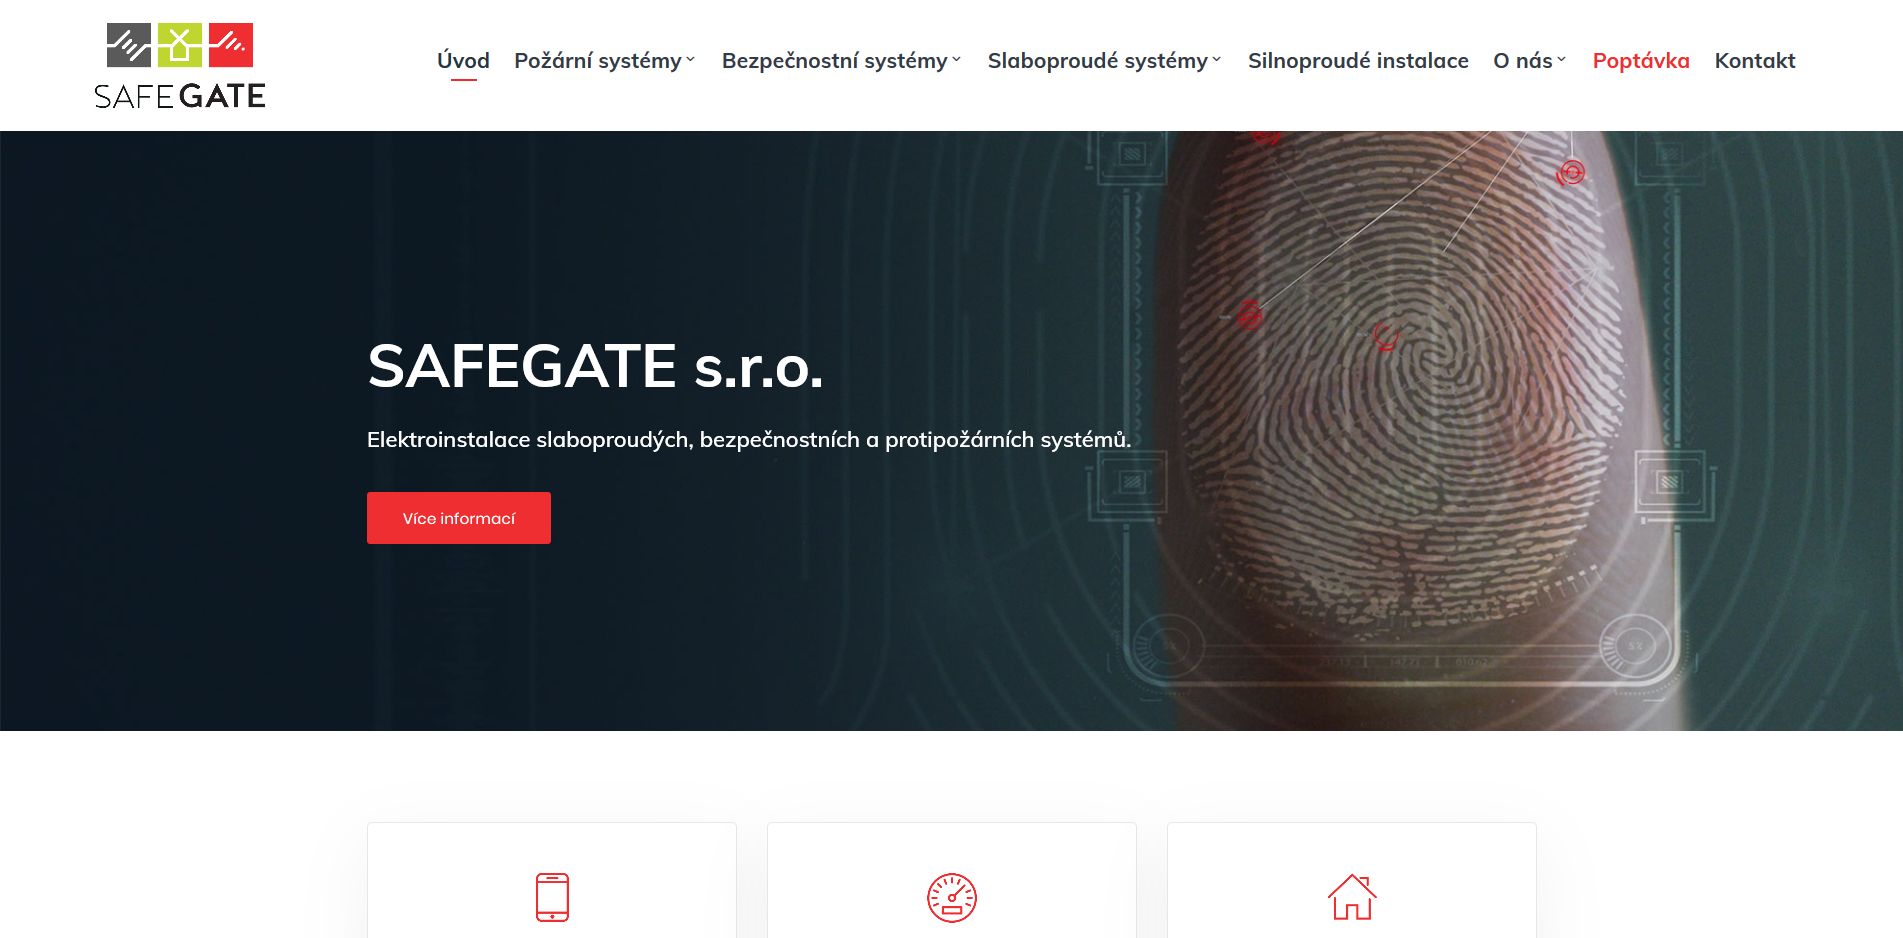 SAFEGATE
Úvod Požární systémy Bezpečnostní systémy Slaboproudé systémy Silnoproudé instalace O nás Poptávka Kontakt
SAFEGATE s.r.o.
Elektroinstalace slaboproudých, bezpečnostních a protipožárních systémů.
Více informací